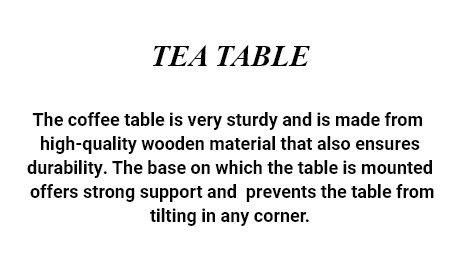 TEA TABLE
The coffee table is very sturdy and is made from
high-quality wooden material that also ensures
durability. The base on which the table is mounted
offers strong support and  prevents the table from
tilting in any corner.